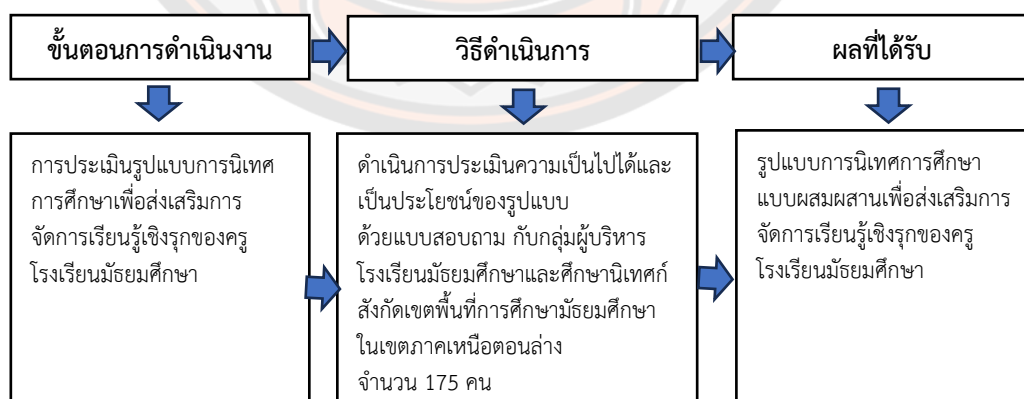 ขั้นตอนการดำเนินงาน
วิธีดำเนินการ
ผลที่ได้รับ
การประเมินรูปแบบการนิเทศ
การศึกษาเพื่อส่งเสริมการ
จัดการเรียนรู้เชิงรุกของครู
โรงเรียนมัธยมศึกษา
ดำเนินการประเมินความเป็นไปได้และ
เป็นประโยชน์ของรูปแบบ
ด้วยแบบสอบถาม กับกลุ่มผู้บริหาร
โรงเรียนมัธยมศึกษาและศึกษานิเทศก์
สังกัดเขตพื้นที่การศึกษามัธยมศึกษา
ในเขตภาคเหนือตอนล่าง
จำนวน 175 คน
รูปแบบการนิเทศการศึกษา
แบบผสมผสานเพื่อส่งเสริมการ
จัดการเรียนรู้เชิงรุกของครู
โรงเรียนมัธยมศึกษา